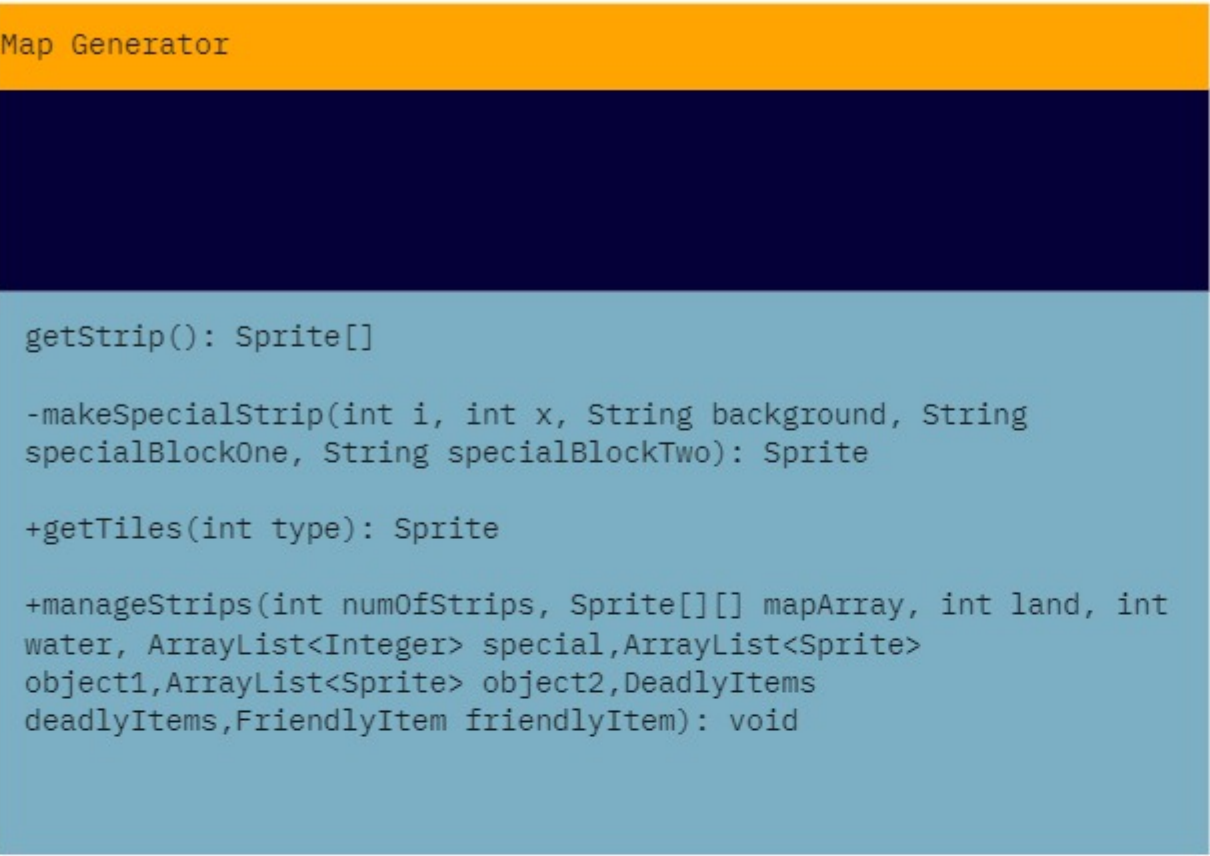 Map Generator
getStrip(): Sprite[]
-makeSpecialStrip(int i, int x, String background, String
specialBlockOne, String specialBlockTwo): Sprite
+getTiles(int type): Sprite
+manageStrips(int numOfStrips, Sprite[][] mapArray, int land, int
water, ArrayList<Integer> special,ArrayList<Sprite>
object1,ArrayList<Sprite> object2,DeadlyItems
deadlyItems,FriendlyItem friendlyItem): void